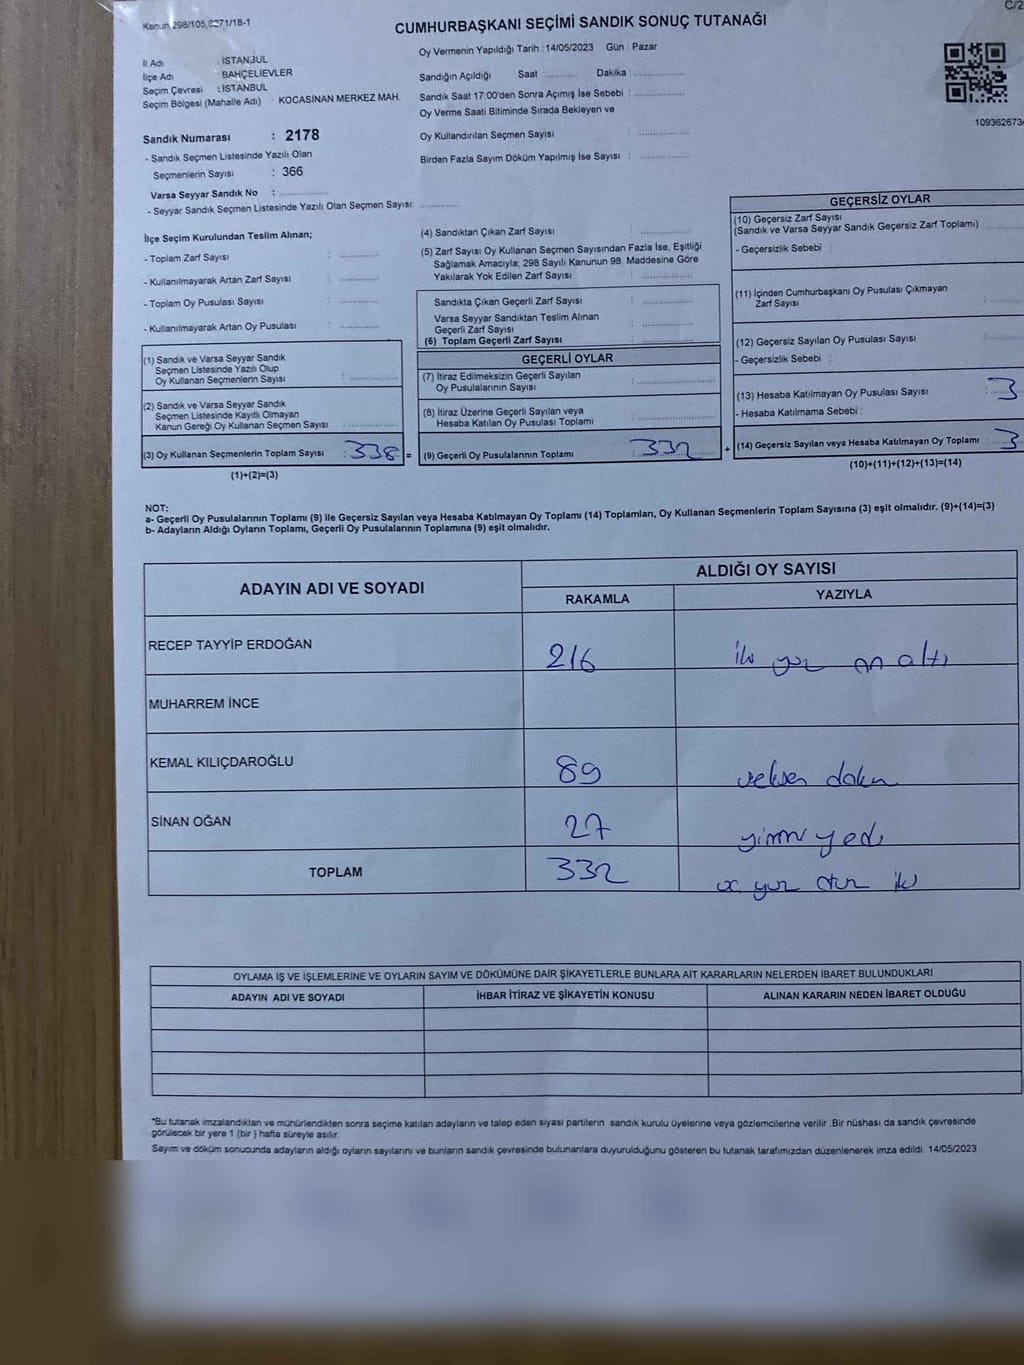 Kanun 298/105,0271/18-1
CUMHURBAŞKANI SEÇİMİ SANDIK SONUÇ TUTANAĞI
C/2
İl Adı : İSTANBUL
İlçe Adı : BAHÇELİEVLER
Seçim Çevresi : İSTANBUL
Seçim Bölgesi (Mahalle Adı) : KOCASİNAN MERKEZ MAH.
Sandık Numarası : 2178
- Sandık Seçmen Listesinde Yazılı Olan
Seçmenlerin Sayısı : 366
Varsa Seyyar Sandık No : ............
- Seyyar Sandık Seçmen Listesinde Yazılı Olan Seçmen Sayısı: ............
Oy Vermenin Yapıldığı Tarih : 14/05/2023 Gün : Pazar
Sandığın Açıldığı Saat : .......... Dakika : ..............
Sandık Saat 17:00'den Sonra Açımış İse Sebebi : ..............
Oy Verme Saati Bitiminde Sırada Bekleyen ve
Oy Kullandırılan Seçmen Sayısı : ..............
Birden Fazla Sayım Döküm Yapılmış İse Sayısı : ..............
109362673
İlçe Seçim Kurulundan Teslim Alınan;
- Toplam Zarf Sayısı : ............
- Kullanılmayarak Artan Zarf Sayısı : ............
- Toplam Oy Pusulası Sayısı : ............
- Kullanılmayarak Artan Oy Pusulası : ............
(4) Sandıktan Çıkan Zarf Sayısı : ..............
(5) Zarf Sayısı Oy Kullanan Seçmen Sayısından Fazla İse, Eşitliği
Sağlamak Amacıyla; 298 Sayılı Kanunun 98. Maddesine Göre
Yakılarak Yok Edilen Zarf Sayısı : ..............
Sandıkta Çıkan Geçerli Zarf Sayısı : ..............
Varsa Seyyar Sandıktan Teslim Alınan
Geçerli Zarf Sayısı : ..............
(6) Toplam Geçerli Zarf Sayısı : ..............
GEÇERSİZ OYLAR
(10) Geçersiz Zarf Sayısı
(Sandık ve Varsa Seyyar Sandık Geçersiz Zarf Toplamı)
- Geçersizlik Sebebi :
(11) İçinden Cumhurbaşkanı Oy Pusulası Çıkmayan
Zarf Sayısı
(12) Geçersiz Sayılan Oy Pusulası Sayısı :
- Geçersizlik Sebebi :
(13) Hesaba Katılmayan Oy Pusulası Sayısı : 3
- Hesaba Katılmama Sebebi :
(14) Geçersiz Sayılan veya Hesaba Katılmayan Oy Toplamı : 3
(10)+(11)+(12)+(13)=(14)
(1) Sandık ve Varsa Seyyar Sandık
Seçmen Listesinde Yazılı Olup
Oy Kullanan Seçmenlerin Sayısı : ..............
(2) Sandık ve Varsa Seyyar Sandık
Seçmen Listesinde Kayıtlı Olmayan
Kanun Gereği Oy Kullanan Seçmen Sayısı : ..............
(3) Oy Kullanan Seçmenlerin Toplam Sayısı : 338 =
(1)+(2)=(3)
GEÇERLİ OYLAR
(7) İtiraz Edilmeksizin Geçerli Sayılan
Oy Pusulalarının Sayısı : ..............
(8) İtiraz Üzerine Geçerli Sayılan veya
Hesaba Katılan Oy Pusulası Toplamı : ..............
(9) Geçerli Oy Pusulalarının Toplamı : 332 +
NOT:
a- Geçerli Oy Pusulalarının Toplamı (9) ile Geçersiz Sayılan veya Hesaba Katılmayan Oy Toplamı (14) Toplamları, Oy Kullanan Seçmenlerin Toplam Sayısına (3) eşit olmalıdır. (9)+(14)=(3)
b- Adayların Aldığı Oyların Toplamı, Geçerli Oy Pusulalarının Toplamına (9) eşit olmalıdır.
ADAYIN ADI VE SOYADI ALDIĞI OY SAYISI
RAKAMLA YAZIYLA
RECEP TAYYİP ERDOĞAN 216 iki yüz on altı
MUHARREM İNCE
KEMAL KILIÇDAROĞLU 89 seksen dokuz
SİNAN OĞAN 27 yirmi yedi
TOPLAM 332 üç yüz otuz iki
OYLAMA İŞ VE İŞLEMLERİNE VE OYLARIN SAYIM VE DÖKÜMÜNE DAİR ŞİKAYETLERLE BUNLARA AİT KARARLARIN NELERDEN İBARET BULUNDUKLARI
ADAYIN ADI VE SOYADI İHBAR İTİRAZ VE ŞİKAYETİN KONUSU ALINAN KARARIN NEDEN İBARET OLDUĞU
*Bu tutanak imzalandıktan ve mühürlendikten sonra seçime katılan adayların ve talep eden siyasi partilerin sandık kurulu üyelerine veya gözlemcilerine verilir .Bir nüshası da sandık çevresinde
görülecek bir yere 1 (bir ) hafta süreyle asılır.
Sayım ve döküm sonucunda adayların aldığı oyların sayılarını ve bunların sandık çevresinde bulunanlara duyurulduğunu gösteren bu tutanak tarafımızdan düzenlenerek imza edildi. 14/05/2023